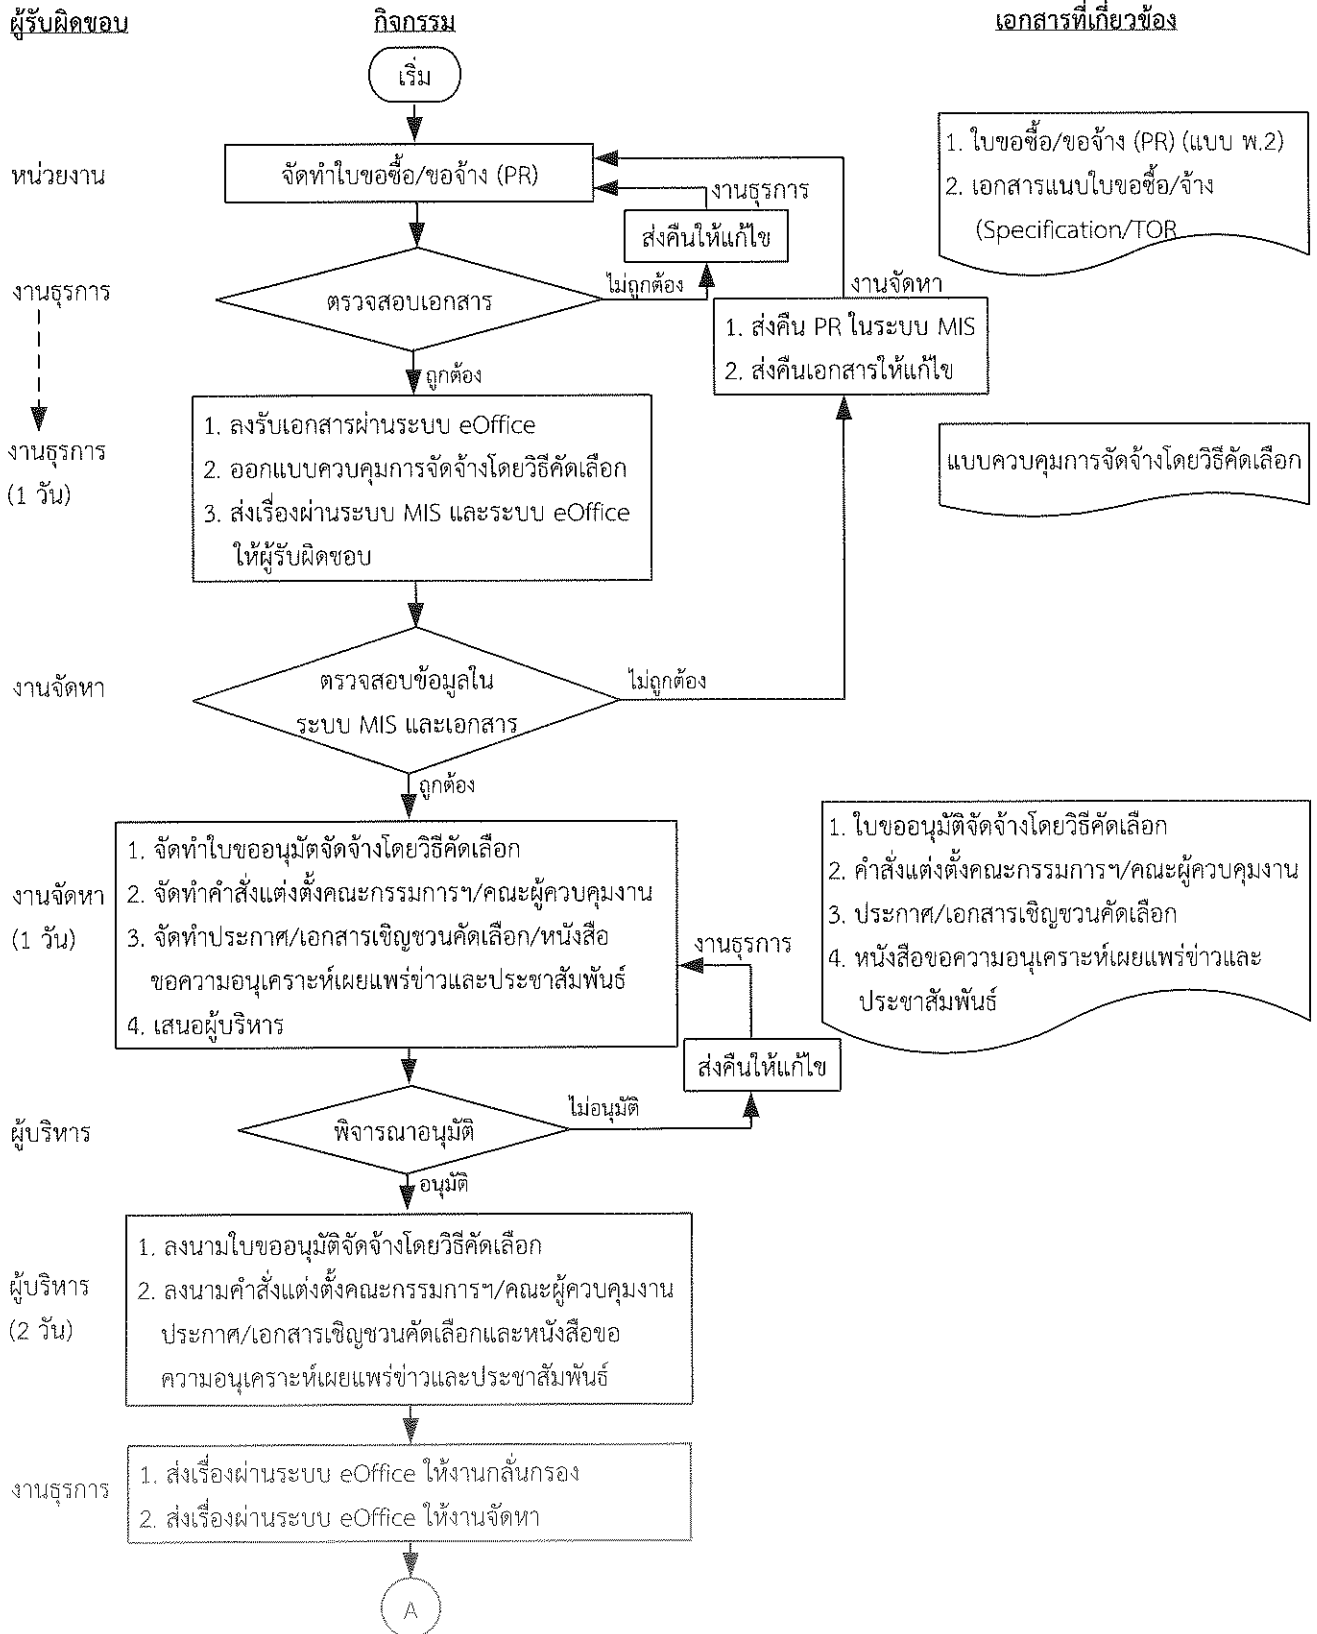 ผู้รับผิดชอบ
กิจกรรม
เอกสารที่เกี่ยวข้อง
เริ่ม
หน่วยงาน
จัดทำใบขอซื้อ/ขอจ้าง (PR)
1. ใบขอซื้อ/ขอจ้าง (PR) (แบบ พ.2)
2. เอกสารแนบใบขอซื้อ/จ้าง
(Specification/TOR
งานธุรการ
ส่งคืนให้แก้ไข
งานธุรการ
ตรวจสอบเอกสาร
ไม่ถูกต้อง
งานจัดหา
1. ส่งคืน PR ในระบบ MIS
2. ส่งคืนเอกสารให้แก้ไข
ถูกต้อง
งานธุรการ
(1 วัน)
1. ลงรับเอกสารผ่านระบบ eOffice
2. ออกแบบควบคุมการจัดจ้างโดยวิธีคัดเลือก
3. ส่งเรื่องผ่านระบบ MIS และระบบ eOffice
ให้ผู้รับผิดชอบ
แบบควบคุมการจัดจ้างโดยวิธีคัดเลือก
งานจัดหา
ตรวจสอบข้อมูลใน
ระบบ MIS และเอกสาร
ไม่ถูกต้อง
ถูกต้อง
งานจัดหา
(1 วัน)
1. จัดทำใบขออนุมัตจัดจ้างโดยวิธีคัดเลือก
2. จัดทำคำสั่งแต่งตั้งคณะกรรมการฯ/คณะผู้ควบคุมงาน
3. จัดทำประกาศ/เอกสารเชิญชวนคัดเลือก/หนังสือ
ขอความอนุเคราะห์เผยแพร่ข่าวและประชาสัมพันธ์
4. เสนอผู้บริหาร
1. ใบขออนุมัติจัดจ้างโดยวิธีคัดเลือก
2. คำสั่งแต่งตั้งคณะกรรมการฯ/คณะผู้ควบคุมงาน
3. ประกาศ/เอกสารเชิญชวนคัดเลือก
4. หนังสือขอความอนุเคราะห์เผยแพร่ข่าวและ
ประชาสัมพันธ์
งานธุรการ
ส่งคืนให้แก้ไข
ผู้บริหาร
พิจารณาอนุมัติ
ไม่อนุมัติ
อนุมัติ
ผู้บริหาร
(2 วัน)
1. ลงนามใบขออนุมัติจัดจ้างโดยวิธีคัดเลือก
2. ลงนามคำสั่งแต่งตั้งคณะกรรมการฯ/คณะผู้ควบคุมงาน
ประกาศ/เอกสารเชิญชวนคัดเลือกและหนังสือขอ
ความอนุเคราะห์เผยแพร่ข่าวและประชาสัมพันธ์
งานธุรการ
1. ส่งเรื่องผ่านระบบ eOffice ให้งานกลั่นกรอง
2. ส่งเรื่องผ่านระบบ eOffice ให้งานจัดหา
A